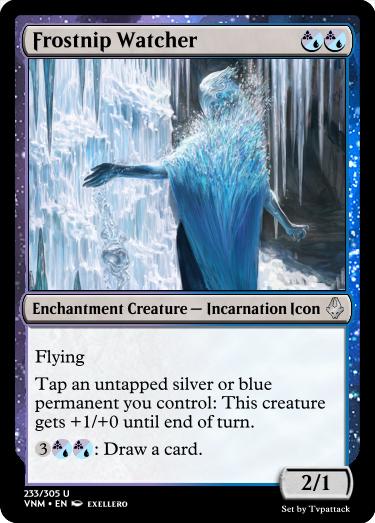 Frostnip Watcher
Enchantment Creature — Incarnation Icon
Flying
Tap an untapped silver or blue
permanent you control: This creature
gets +1/+0 until end of turn.
3: Draw a card.
2/1
233/305 U
VNM • EN EXELLERO
Set by Tvpattack